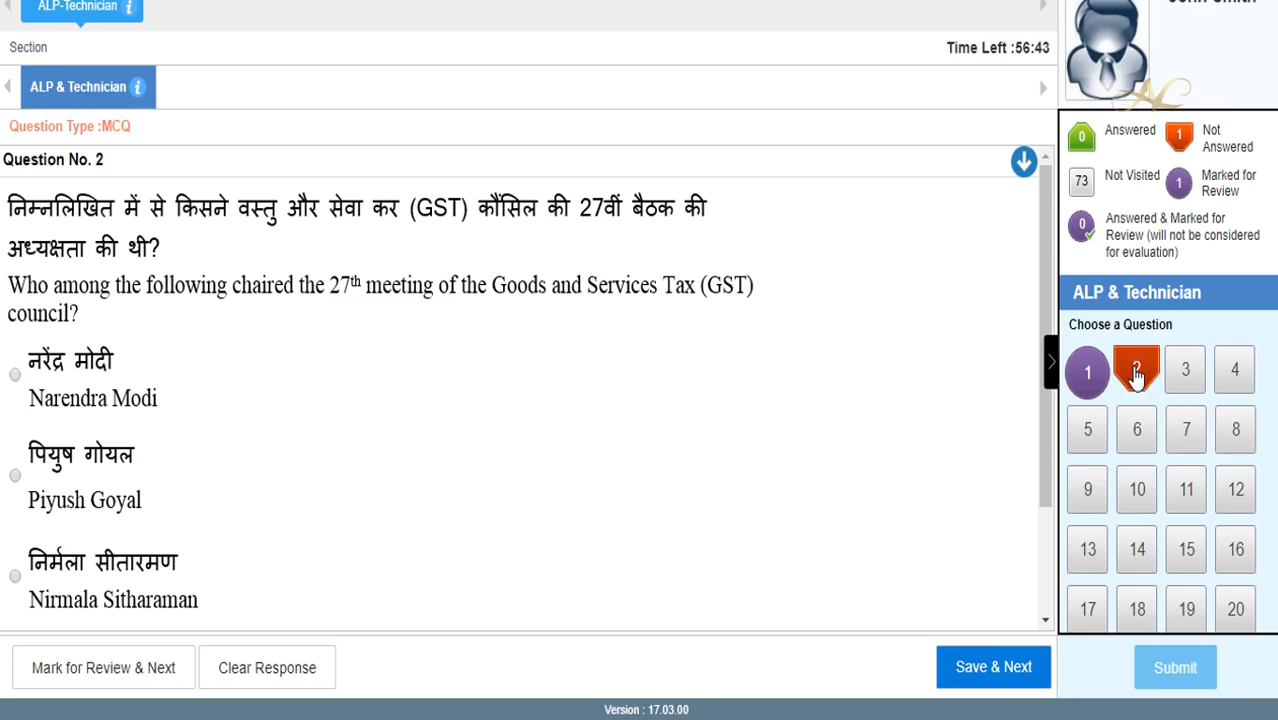 ALP-Technician i
Section
Time Left :56:43
ALP & Technician i
Question Type :MCQ
Question No. 2
निम्नलिखित में से किसने वस्तु और सेवा कर (GST) कौंसिल की 27वीं बैठक की
अध्यक्षता की थी?
Who among the following chaired the 27th meeting of the Goods and Services Tax (GST)
council?
नरेंद्र मोदी
Narendra Modi
पियुष गोयल
Piyush Goyal
निर्मला सीतारमण
Nirmala Sitharaman
Mark for Review & Next
Clear Response
Save & Next
0 Answered
1 Not
Answered
73 Not Visited
1 Marked for
Review
0 Answered & Marked for
Review (will not be considered
for evaluation)
ALP & Technician
Choose a Question
1 2 3 4
5 6 7 8
9 10 11 12
13 14 15 16
17 18 19 20
Submit
Version : 17.03.00